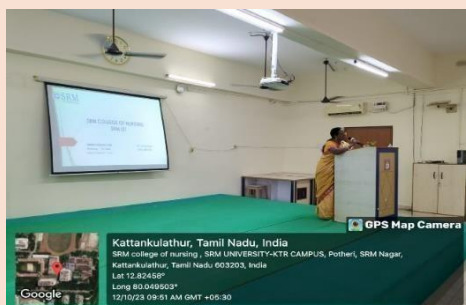 SRM
SRM COLLEGE OF NURSING
GPS Map Camera
Kattankulathur, Tamil Nadu, India
SRM college of nursing , SRM UNIVERSITY-KTR CAMPUS, Potheri, SRM Nagar,
Kattankulathur, Tamil Nadu 603203, India
Lat 12.82458°
Long 80.049503°
12/10/23 09:51 AM GMT +05:30
Google